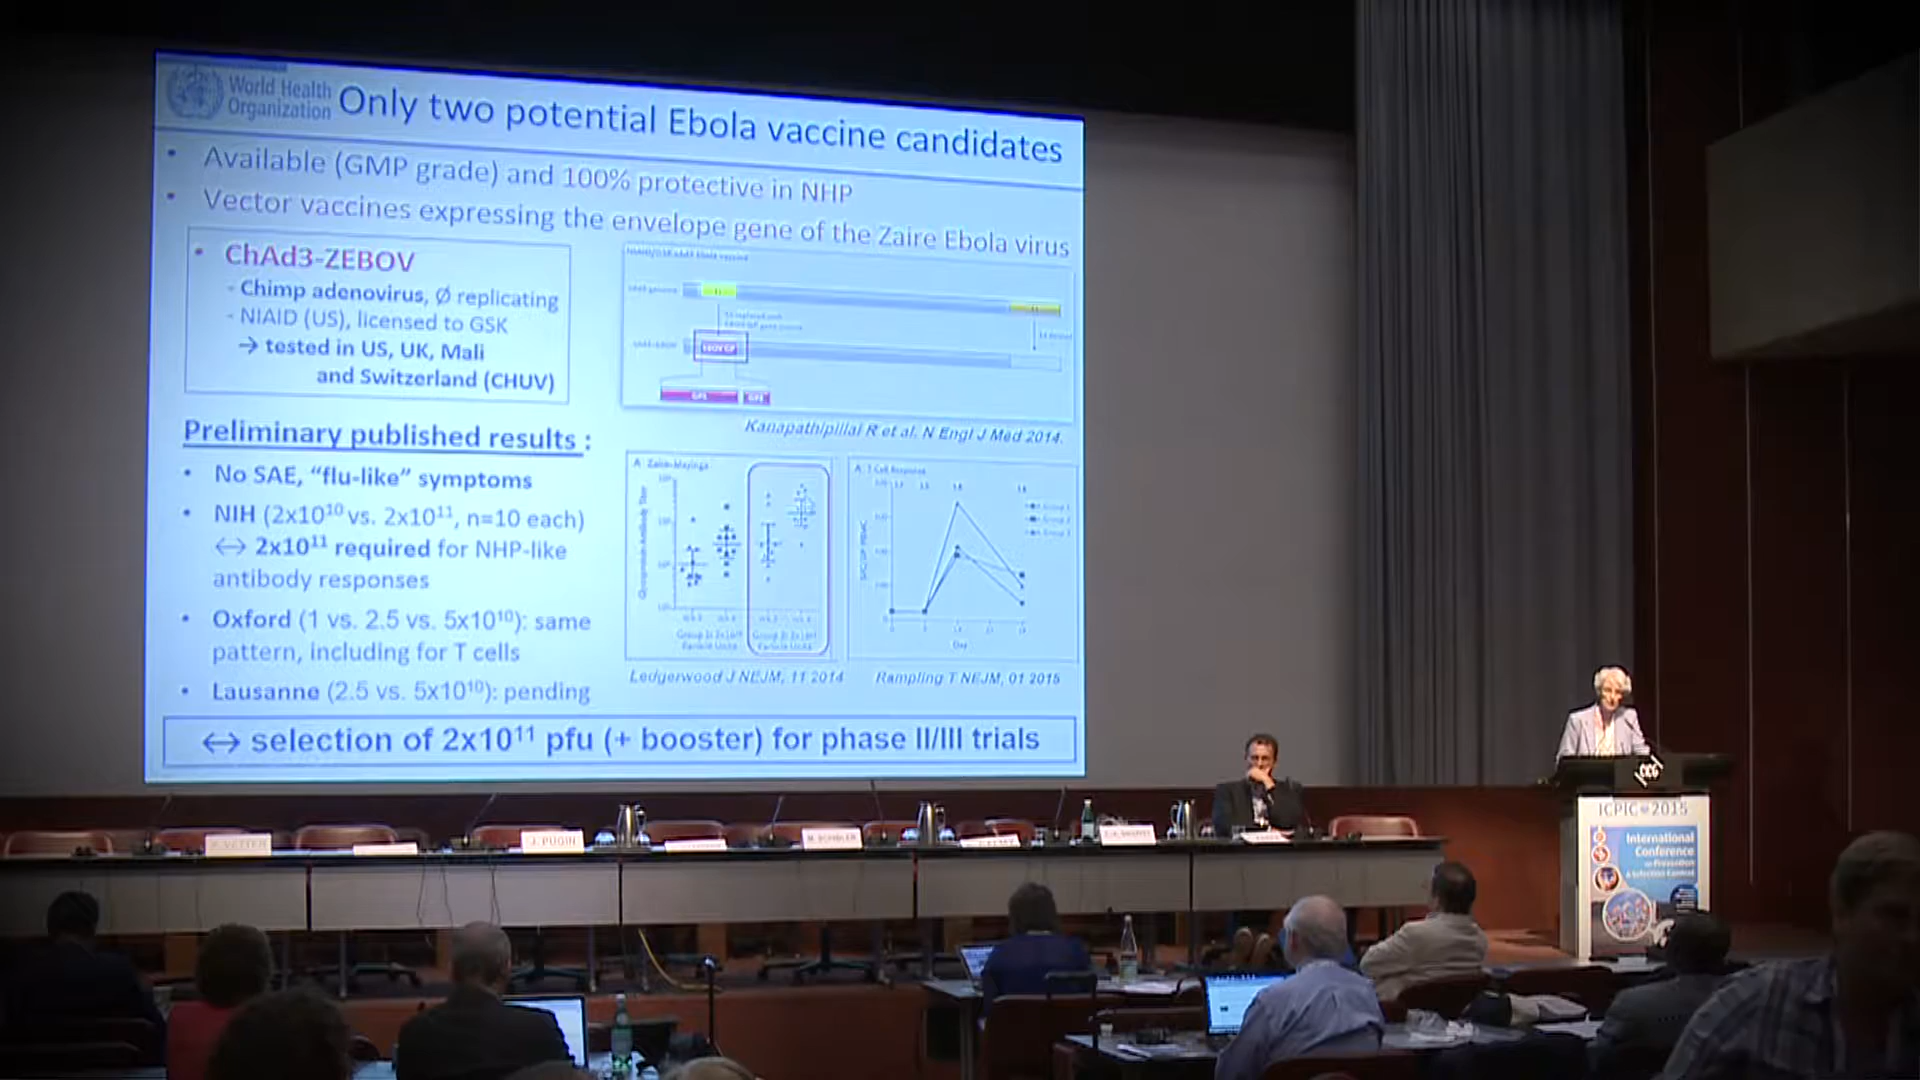 World Health
Organization
Only two potential Ebola vaccine candidates
• Available (GMP grade) and 100% protective in NHP
• Vector vaccines expressing the envelope gene of the Zaire Ebola virus
• ChAd3-ZEBOV
- Chimp adenovirus, Ø replicating
- NIAID (US), licensed to GSK
→ tested in US, UK, Mali
and Switzerland (CHUV)
Kanapathipillai R et al. N Engl J Med 2014.
Preliminary published results :
• No SAE, “flu-like” symptoms
• NIH (2x10¹⁰ vs. 2x10¹¹, n=10 each)
↔ 2x10¹¹ required for NHP-like
antibody responses
• Oxford (1 vs. 2.5 vs. 5x10¹⁰): same
pattern, including for T cells
• Lausanne (2.5 vs. 5x10¹⁰): pending
Day
Ledgerwood J NEJM, 11 2014
Rampling T NEJM, 01 2015
↔ selection of 2x10¹¹ pfu (+ booster) for phase II/III trials
J. PUGIN
CICG
ICPIC 2015
International
Conference
on Prevention
& Infection Control